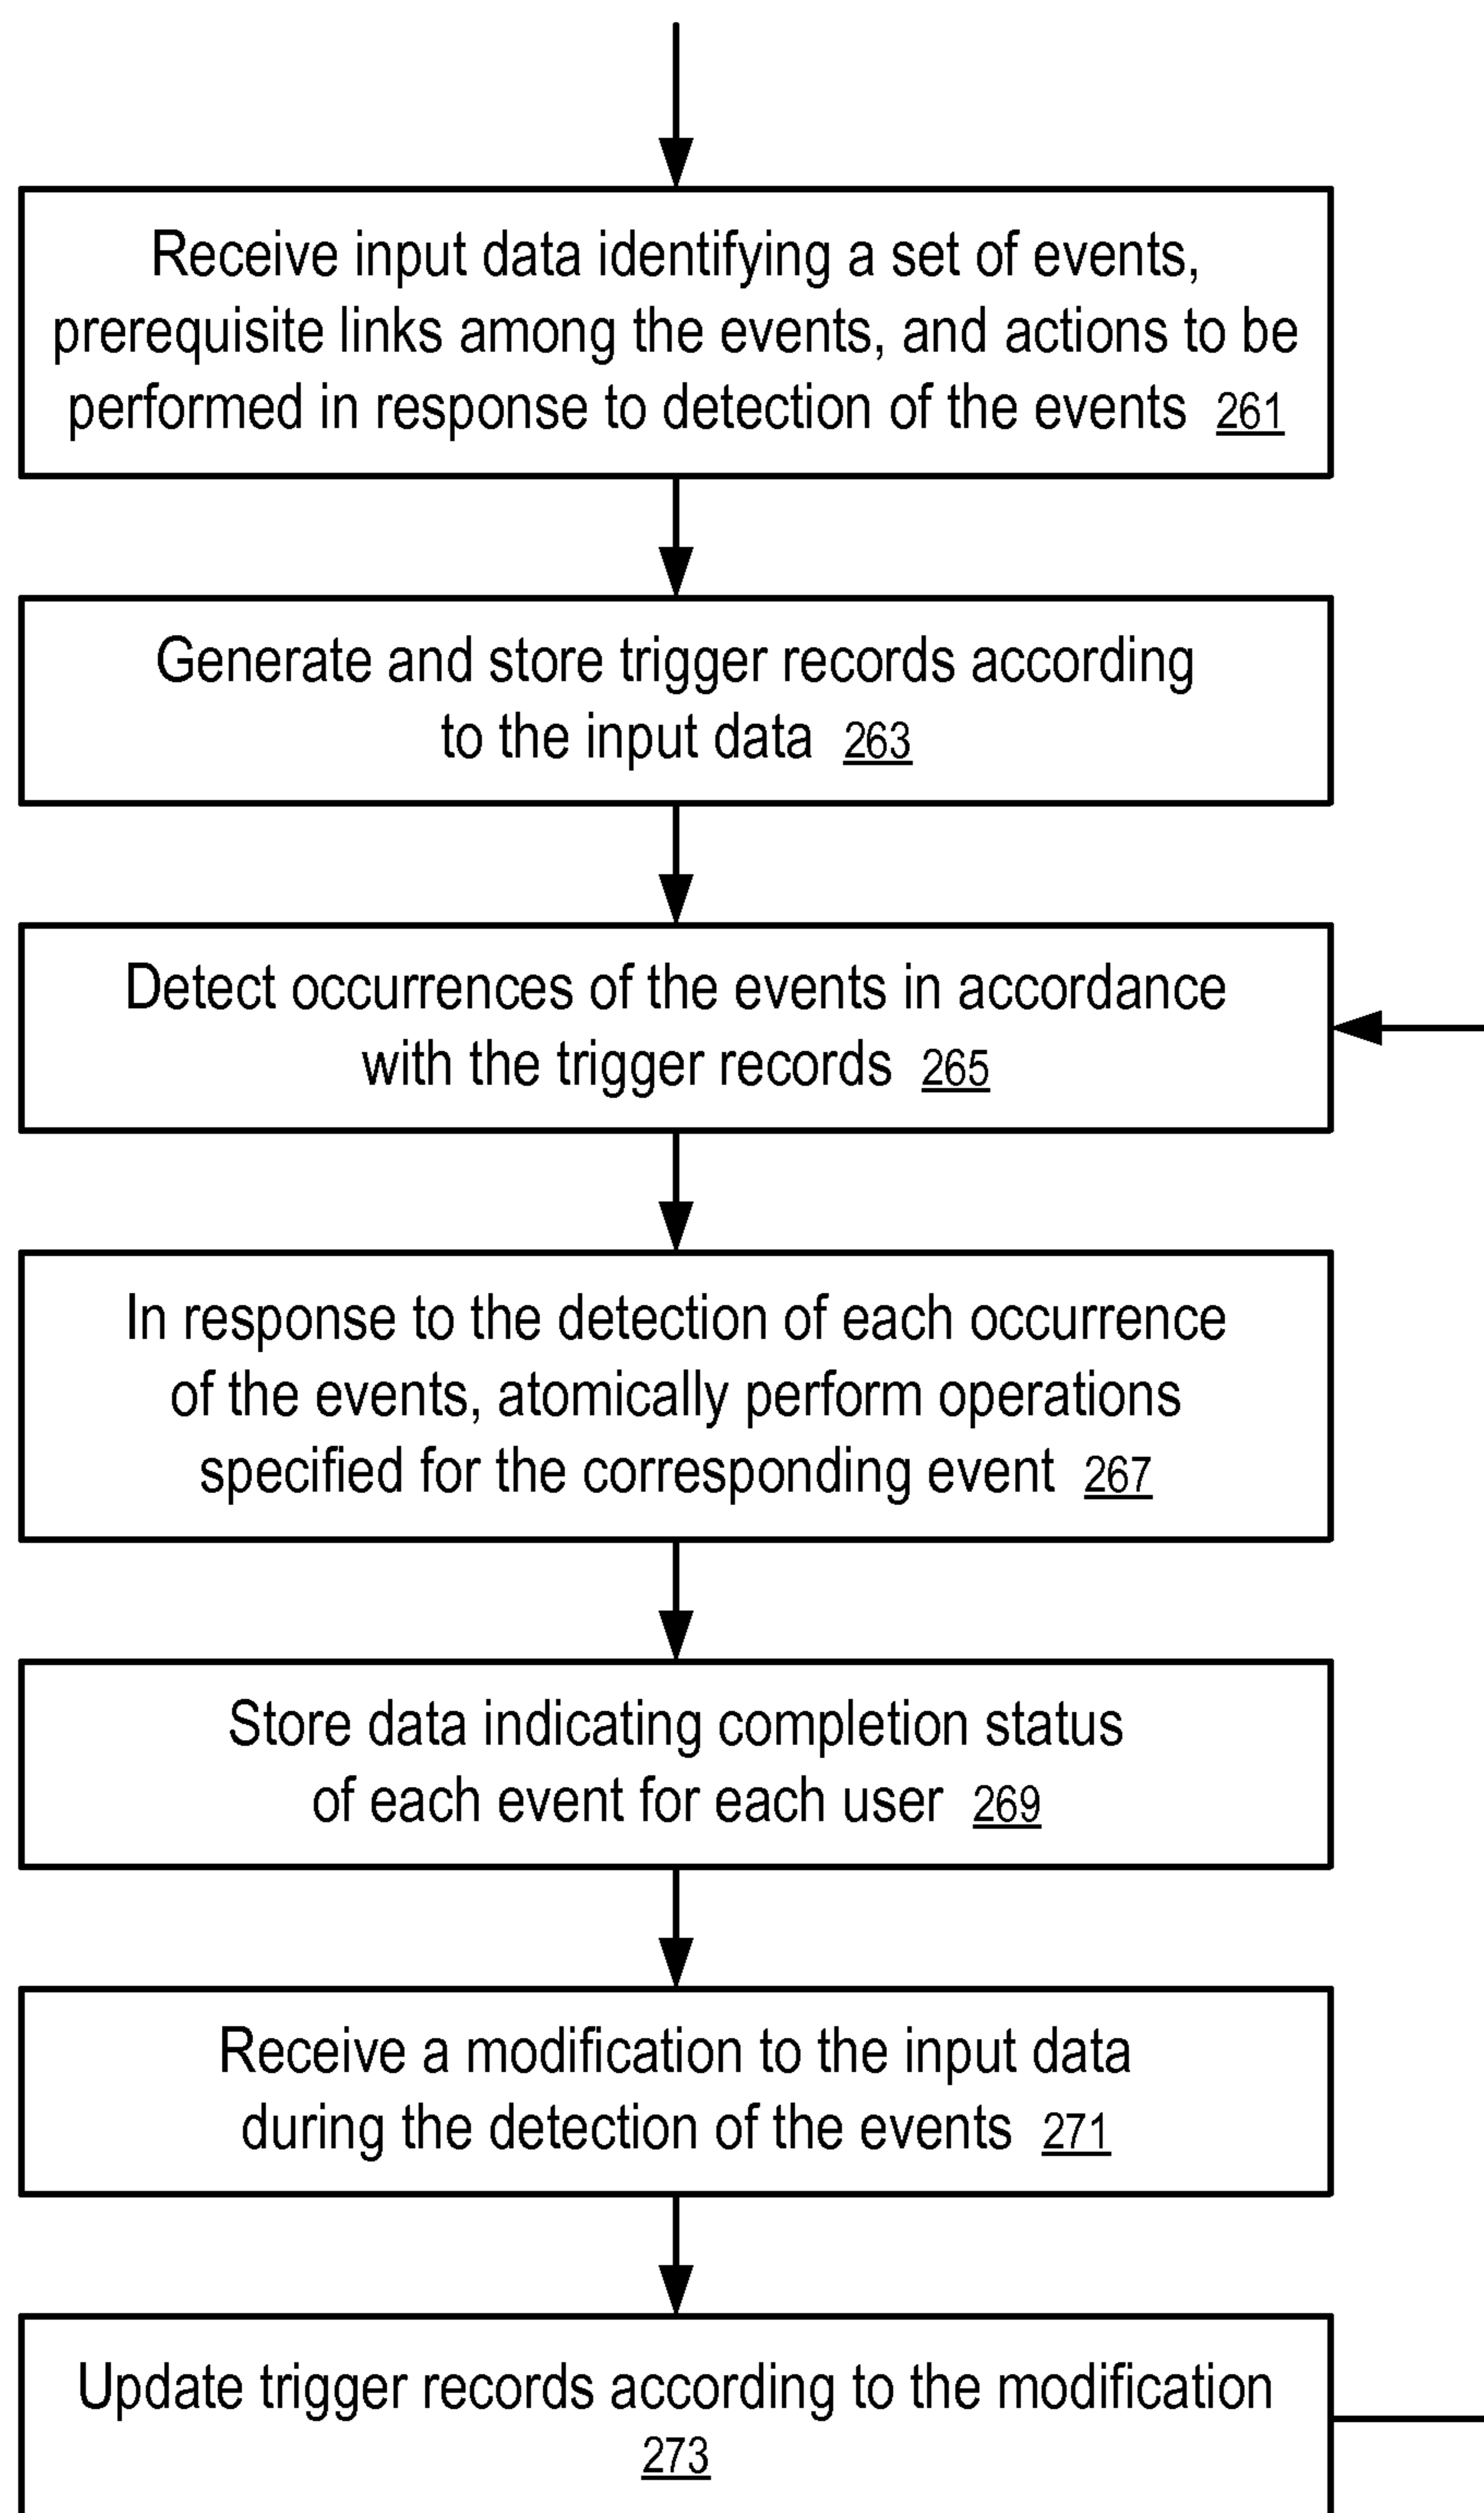 Receive input data identifying a set of events,
prerequisite links among the events, and actions to be
performed in response to detection of the events 261
Generate and store trigger records according
to the input data 263
Detect occurrences of the events in accordance
with the trigger records 265
In response to the detection of each occurrence
of the events, atomically perform operations
specified for the corresponding event 267
Store data indicating completion status
of each event for each user 269
Receive a modification to the input data
during the detection of the events 271
Update trigger records according to the modification
273